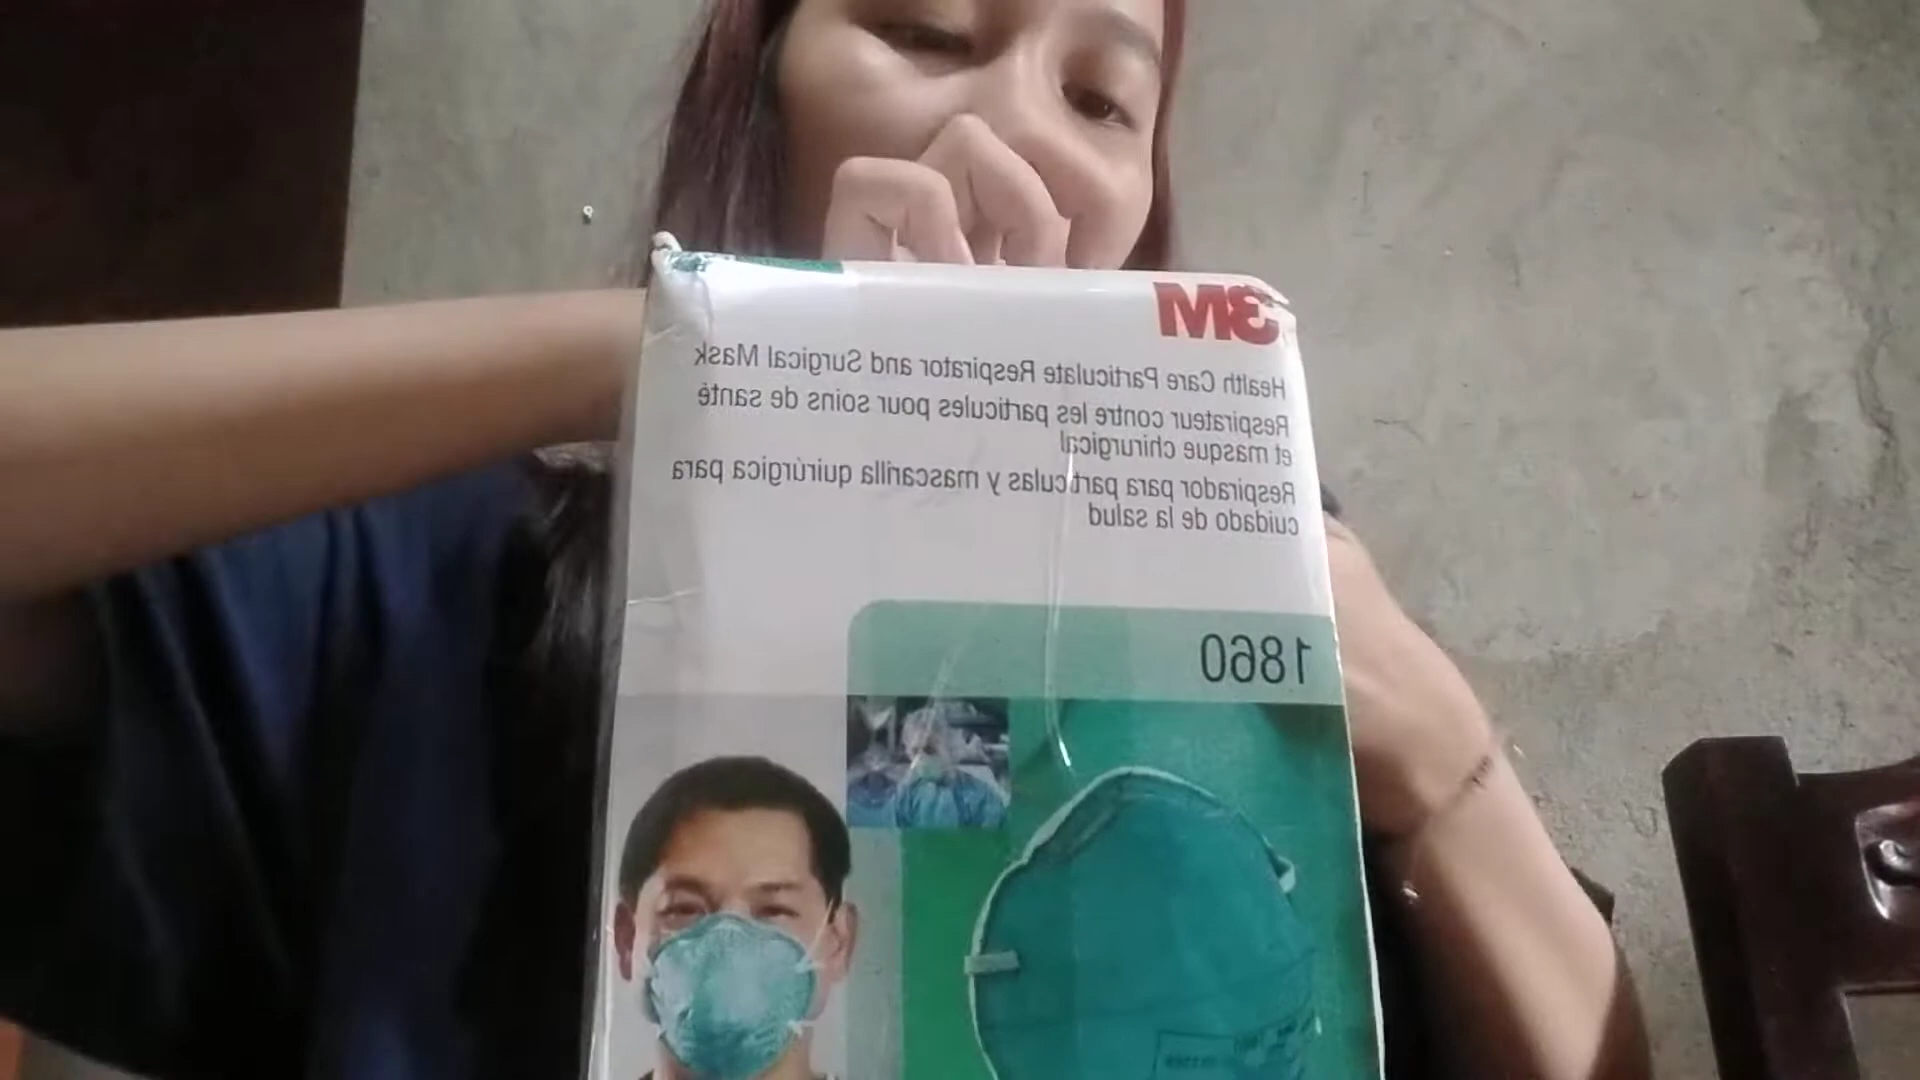 3M
Health Care Particulate Respirator and Surgical Mask
Respirateur contre les particules pour soins de santé
et masque chirurgical
Respirador para partículas y mascarilla quirúrgica para
cuidado de la salud
1860